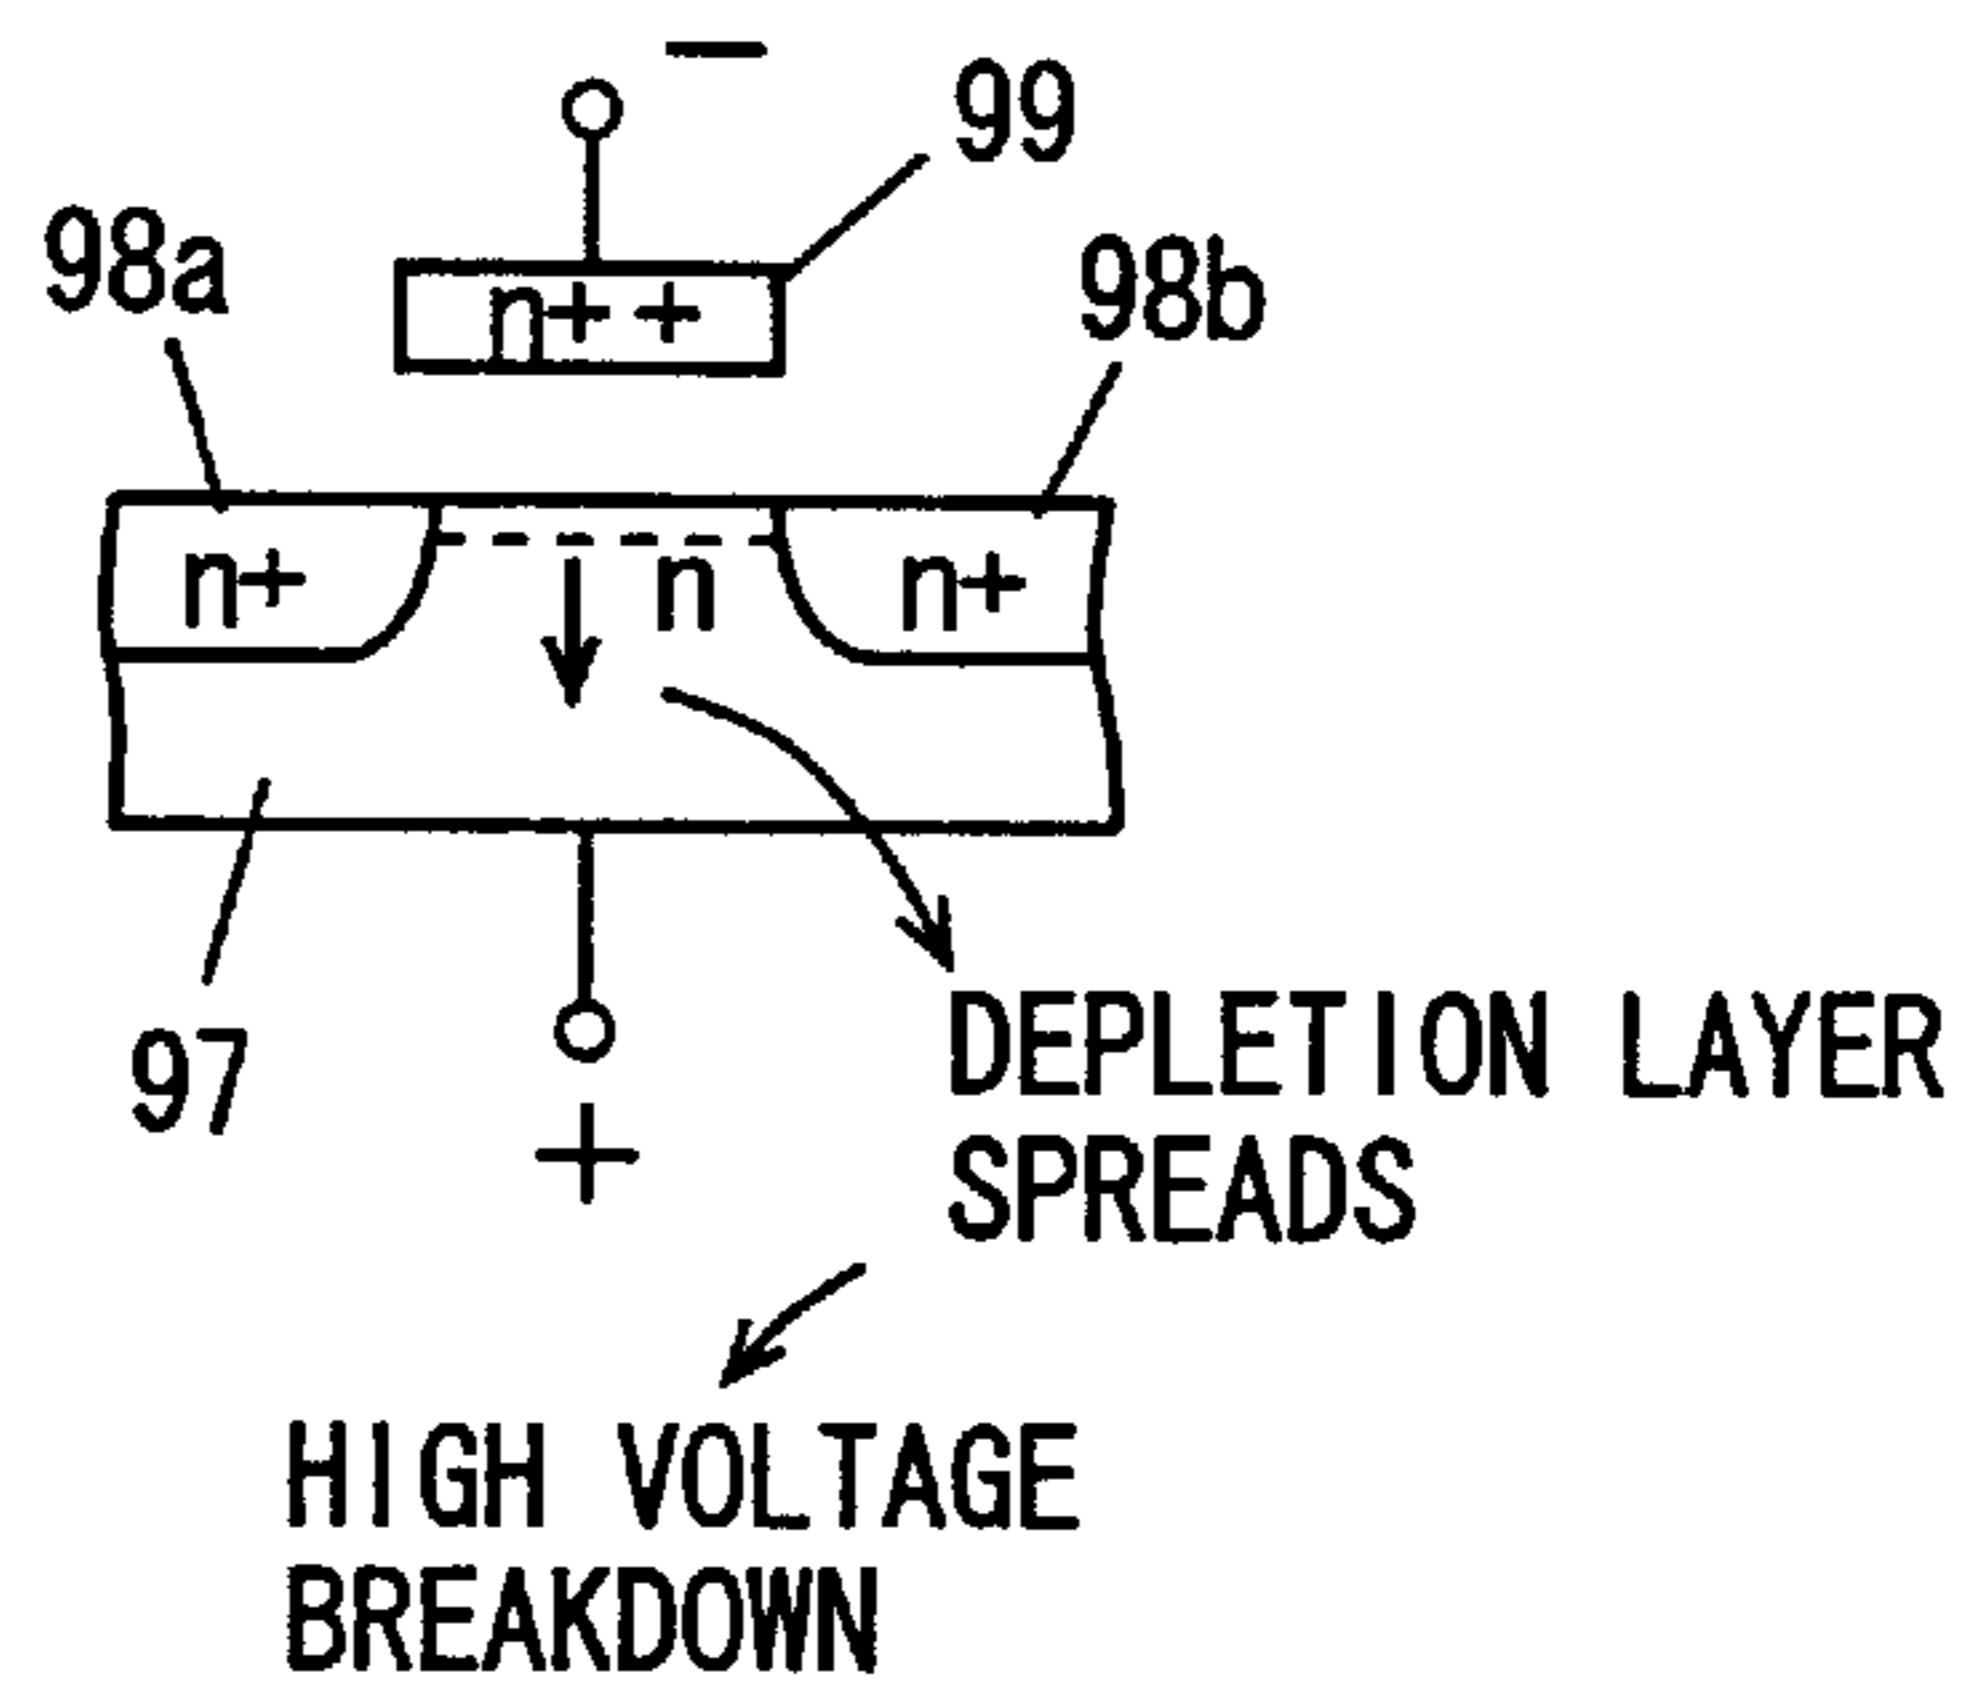 −
99
98a
n++
98b
n+
n
n+
97
+
DEPLETION LAYER
SPREADS
HIGH VOLTAGE
BREAKDOWN